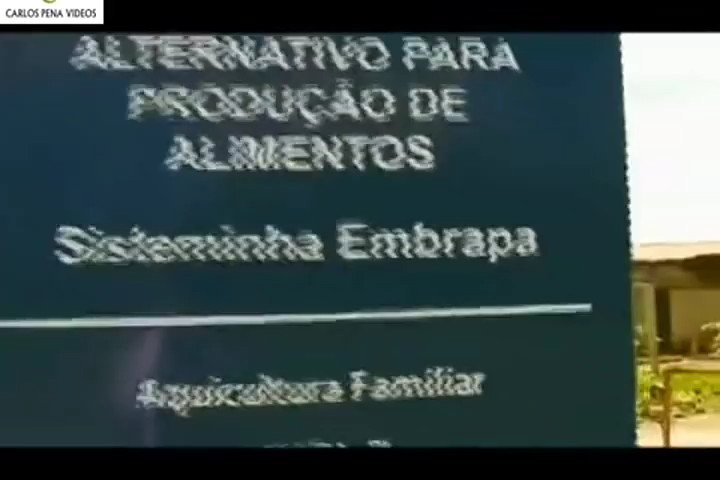 CARLOS PENA VIDEOS
ALTERNATIVO PARA
PRODUÇÃO DE
ALIMENTOS
Sisteminha Embrapa
Aquicultura Familiar